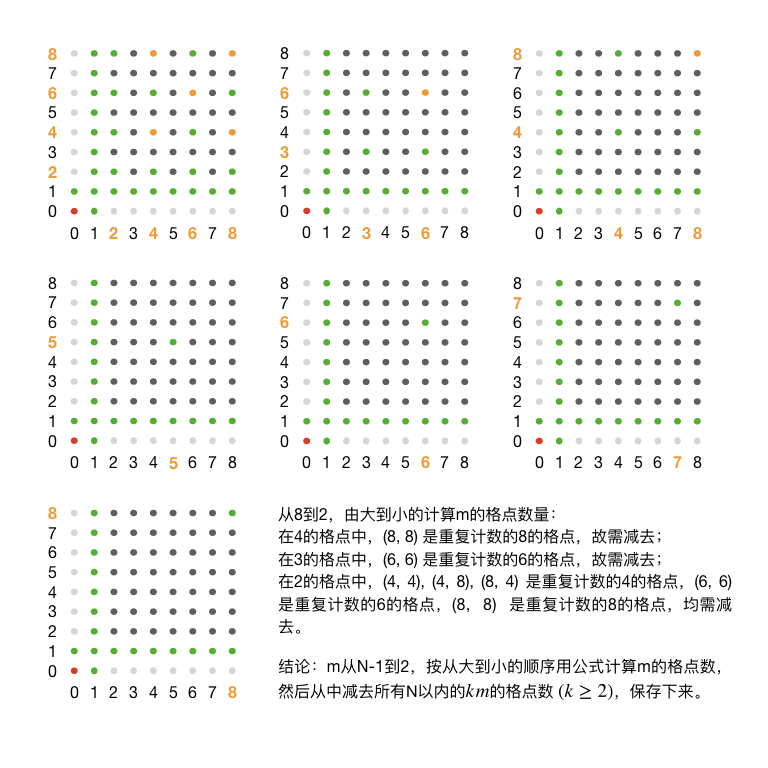 8 8 8
7 7 7
6 6 6
5 5 5
4 4 4
3 3 3
2 2 2
1 1 1
0 0 0
0 1 2 3 4 5 6 7 8 0 1 2 3 4 5 6 7 8 0 1 2 3 4 5 6 7 8
8 8 8
7 7 7
6 6 6
5 5 5
4 4 4
3 3 3
2 2 2
1 1 1
0 0 0
0 1 2 3 4 5 6 7 8 0 1 2 3 4 5 6 7 8 0 1 2 3 4 5 6 7 8
8
7
6
5
4
3
2
1
0
0 1 2 3 4 5 6 7 8
从8到2，由大到小的计算m的格点数量：
在4的格点中，(8, 8) 是重复计数的8的格点，故需减去；
在3的格点中，(6, 6) 是重复计数的6的格点，故需减去；
在2的格点中，(4, 4), (4, 8), (8, 4) 是重复计数的4的格点，(6, 6)
是重复计数的6的格点，(8, 8) 是重复计数的8的格点，均需减
去。
结论：m从N-1到2，按从大到小的顺序用公式计算m的格点数，
然后从中减去所有N以内的km的格点数 (k ≥ 2)，保存下来。